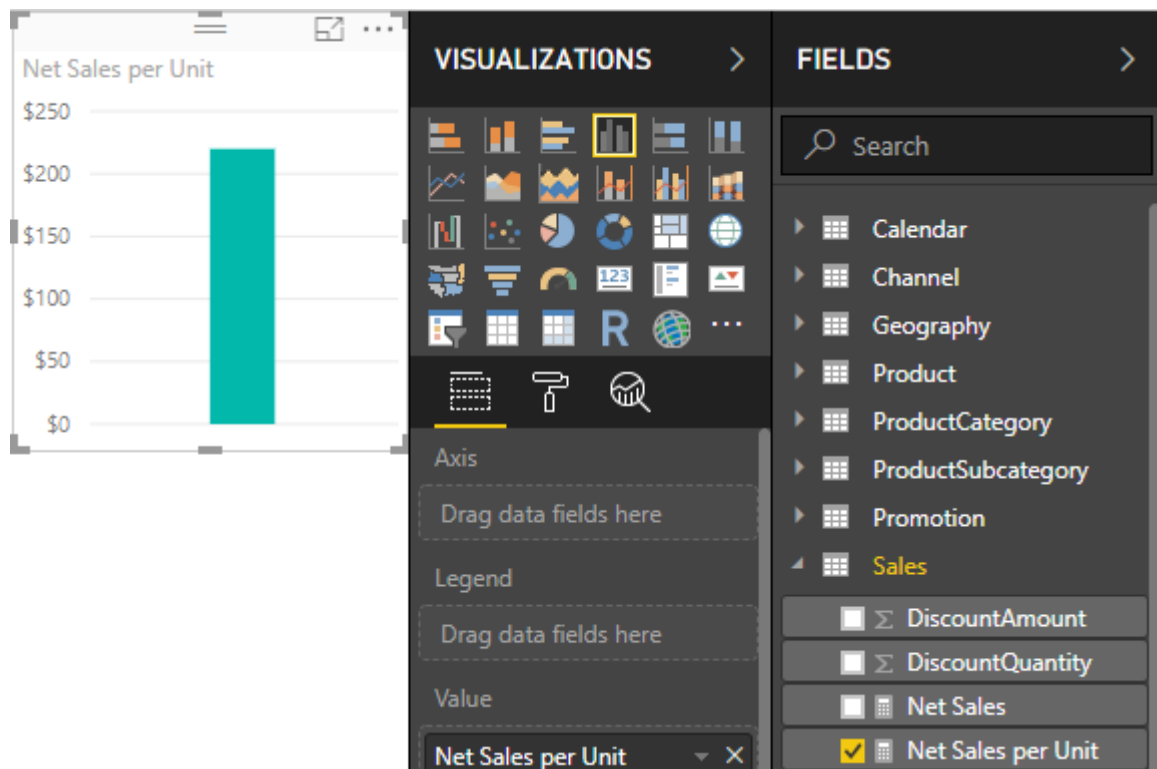 Net Sales per Unit
$250
$200
$150
$100
$50
$0
VISUALIZATIONS
123
R
Axis
Drag data fields here
Legend
Drag data fields here
Value
Net Sales per Unit
FIELDS
Search
Calendar
Channel
Geography
Product
ProductCategory
ProductSubcategory
Promotion
Sales
Σ DiscountAmount
Σ DiscountQuantity
Net Sales
Net Sales per Unit